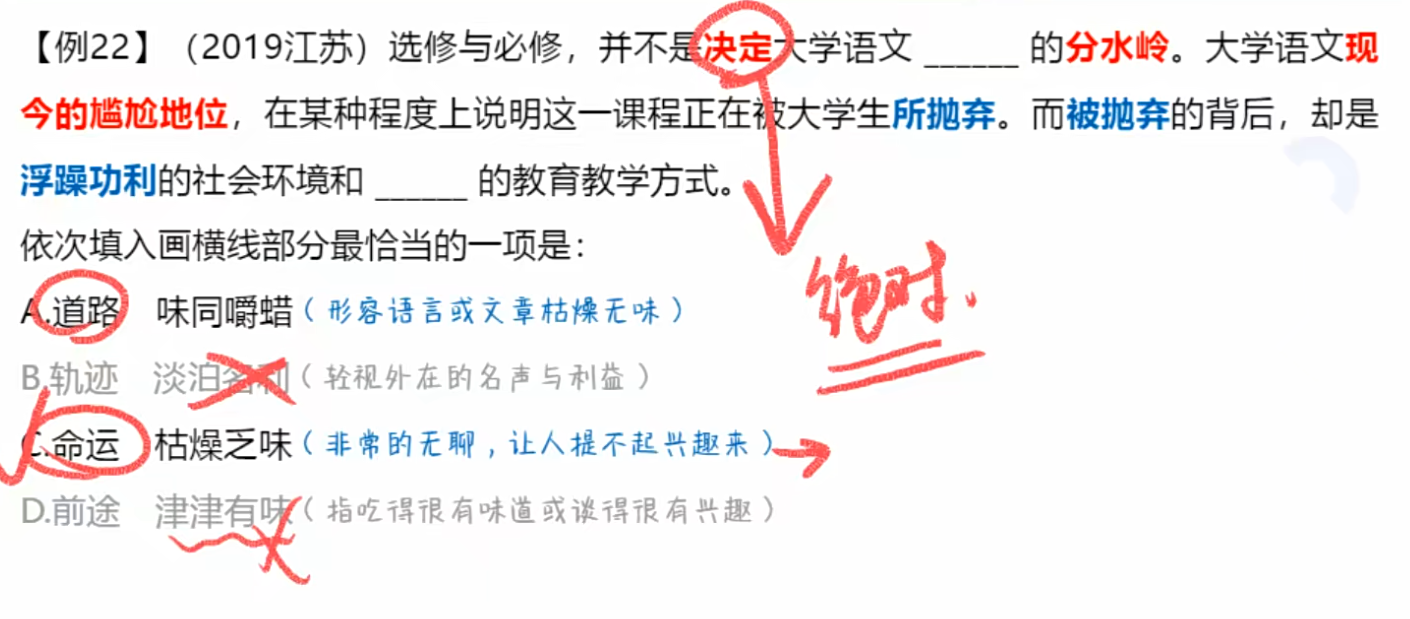 【例22】（2019江苏）选修与必修，并不是决定大学语文 ______ 的分水岭。大学语文现
今的尴尬地位，在某种程度上说明这一课程正在被大学生所抛弃。而被抛弃的背后，却是
浮躁功利的社会环境和 ______ 的教育教学方式。
依次填入画横线部分最恰当的一项是：
绝对.
A.道路 味同嚼蜡（形容语言或文章枯燥无味）
B.轨迹 淡泊名利（轻视外在的名声与利益）
C.命运 枯燥乏味（非常的无聊，让人提不起兴趣来）
D.前途 津津有味（指吃得很有味道或谈得很有兴趣）